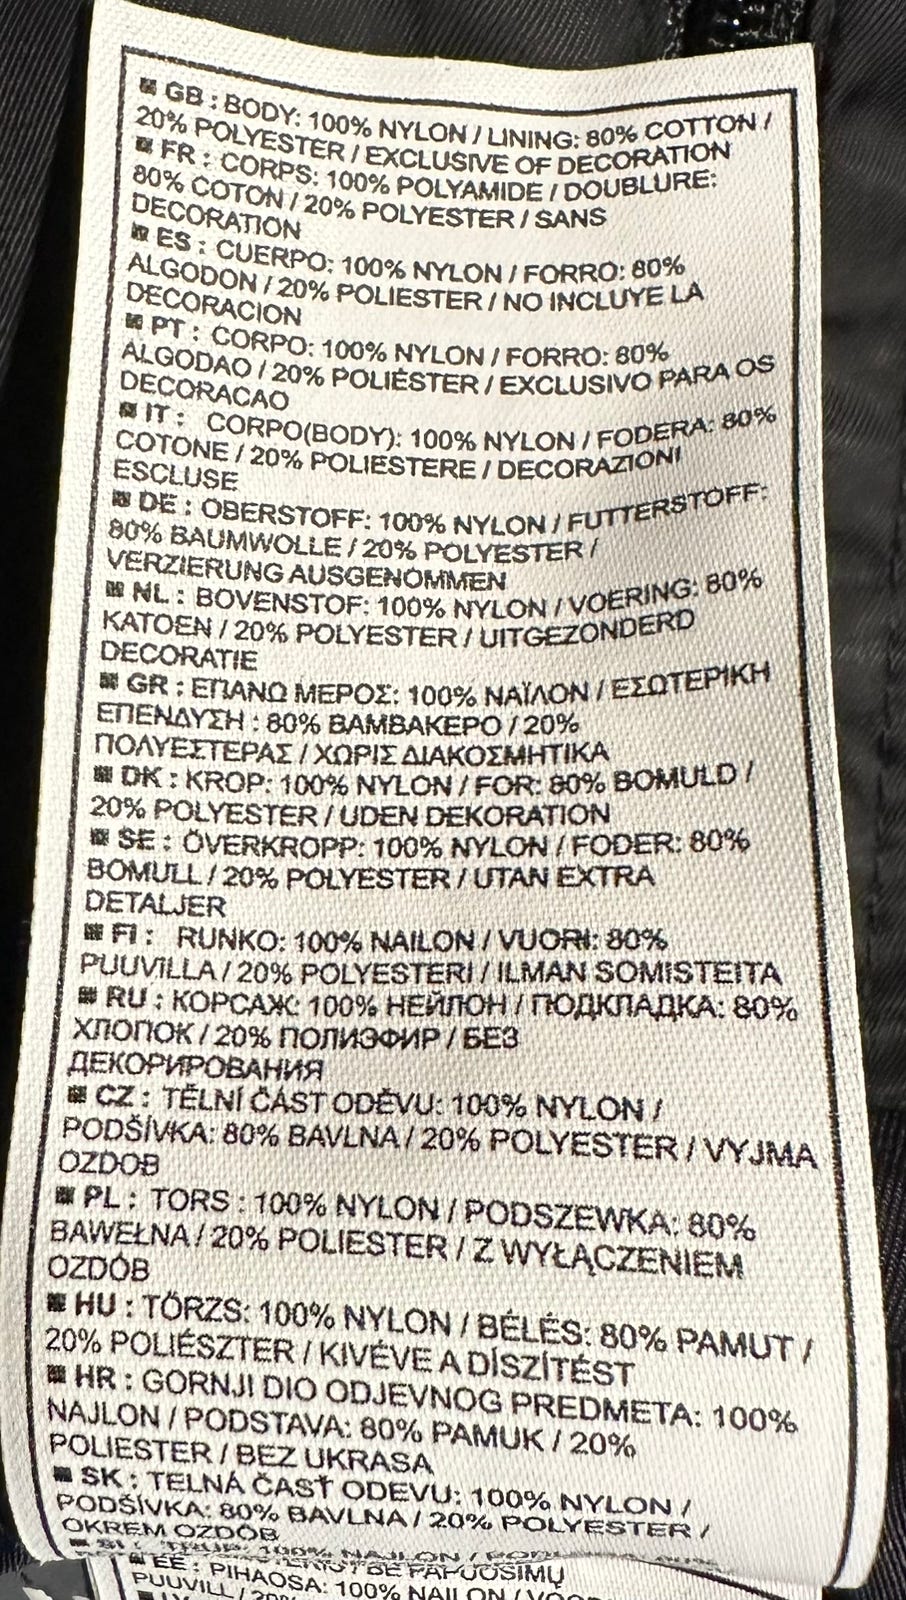 GB : BODY: 100% NYLON / LINING: 80% COTTON /
20% POLYESTER / EXCLUSIVE OF DECORATION
FR : CORPS: 100% POLYAMIDE / DOUBLURE:
80% COTON / 20% POLYESTER / SANS
DECORATION
ES : CUERPO: 100% NYLON / FORRO: 80%
ALGODON / 20% POLIESTER / NO INCLUYE LA
DECORACION
PT : CORPO: 100% NYLON / FORRO: 80%
ALGODAO / 20% POLIÉSTER / EXCLUSIVO PARA OS
DECORACAO
IT : CORPO(BODY): 100% NYLON / FODERA: 80%
COTONE / 20% POLIESTERE / DECORAZIONI
ESCLUSE
DE : OBERSTOFF: 100% NYLON / FUTTERSTOFF:
80% BAUMWOLLE / 20% POLYESTER /
VERZIERUNG AUSGENOMMEN
NL : BOVENSTOF: 100% NYLON / VOERING: 80%
KATOEN / 20% POLYESTER / UITGEZONDERD
DECORATIE
GR : ΕΠΑΝΩ ΜΕΡΟΣ: 100% ΝΑΪΛΟΝ / ΕΣΩΤΕΡΙΚΗ
ΕΠΕΝΔΥΣΗ : 80% ΒΑΜΒΑΚΕΡΟ / 20%
ΠΟΛΥΕΣΤΕΡΑΣ / ΧΩΡΙΣ ΔΙΑΚΟΣΜΗΤΙΚΑ
DK : KROP: 100% NYLON / FOR: 80% BOMULD /
20% POLYESTER / UDEN DEKORATION
SE : ÖVERKROPP: 100% NYLON / FODER: 80%
BOMULL / 20% POLYESTER / UTAN EXTRA
DETALJER
FI : RUNKO: 100% NAILON / VUORI: 80%
PUUVILLA / 20% POLYESTERI / ILMAN SOMISTEITA
RU : КОРСАЖ: 100% НЕЙЛОН / ПОДКЛАДКА: 80%
ХЛОПОК / 20% ПОЛИЭФИР / БЕЗ
ДЕКОРИРОВАНИЯ
CZ : TĚLNÍ ČÁST ODĚVU: 100% NYLON /
PODŠÍVKA: 80% BAVLNA / 20% POLYESTER / VYJMA
OZDOB
PL : TORS : 100% NYLON / PODSZEWKA: 80%
BAWEŁNA / 20% POLIESTER / Z WYŁĄCZENIEM
OZDÓB
HU : TÖRZS: 100% NYLON / BÉLÉS: 80% PAMUT /
20% POLIÉSZTER / KIVÉVE A DÍSZÍTÉST
HR : GORNJI DIO ODJEVNOG PREDMETA: 100%
NAJLON / PODSTAVA: 80% PAMUK / 20%
POLIESTER / BEZ UKRASA
SK : TELNÁ ČASŤ ODEVU: 100% NYLON /
PODŠÍVKA: 80% BAVLNA / 20% POLYESTER /
OKREM OZDÔB
TRUP: 100% NAJLON /
BE PAPUOŠIMŲ
EE : PIHAOSA: 100% NAILON /
PUUVILL /